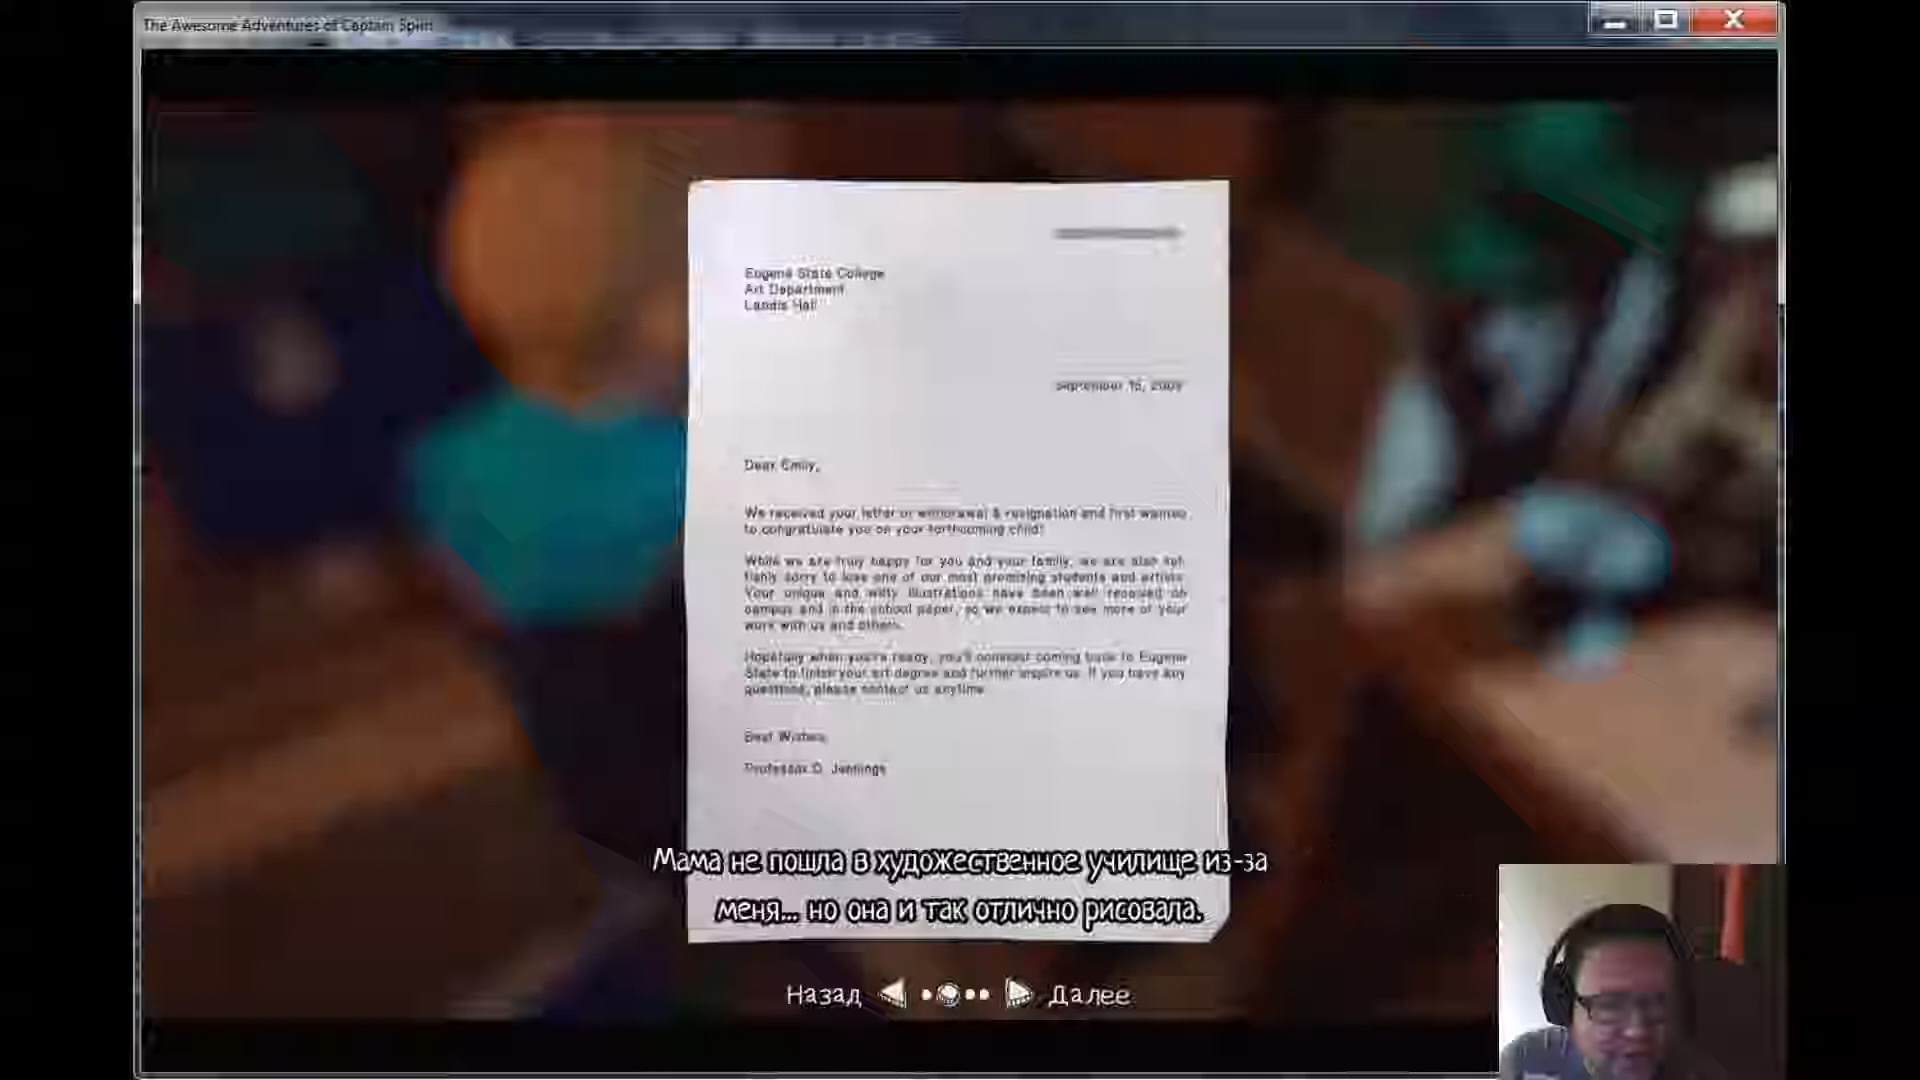 The Awesome Adventures of Captain Spirit
Eugene State College
Art Department
Landis Hall
September 15, 2005
Dear Emily,
We received your letter of withdrawal & resignation and first wanted
to congratulate you on your forthcoming child!
While we are truly happy for you and your family, we are also sel-
fishly sorry to lose one of our most promising students and artists.
Your unique and witty illustrations have been well received on
campus and in the school paper, so we expect to see more of your
work with us and others.
Hopefully when you're ready, you'll consider coming back to Eugene
State to finish your art degree and further inspire us. If you have any
questions, please contact us anytime.
Best Wishes,
Professor D. Jennings
Мама не пошла в художественное училище из-за
меня... но она и так отлично рисовала.
Назад Далее